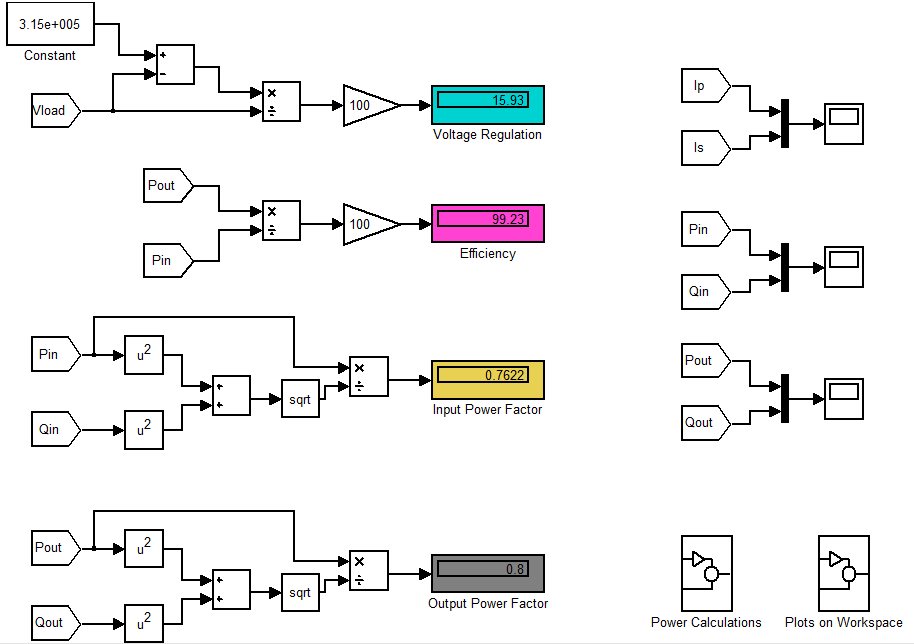 3.15e+005
Constant
+
-
Vload
×
÷
100
15.93
Voltage Regulation
Pout
Pin
×
÷
100
99.23
Efficiency
Pin
u2
Qin
u2
+
+
sqrt
×
÷
0.7622
Input Power Factor
Pout
u2
Qout
u2
+
+
sqrt
×
÷
0.8
Output Power Factor
Ip
Is
Pin
Qin
Pout
Qout
Power Calculations
Plots on Workspace